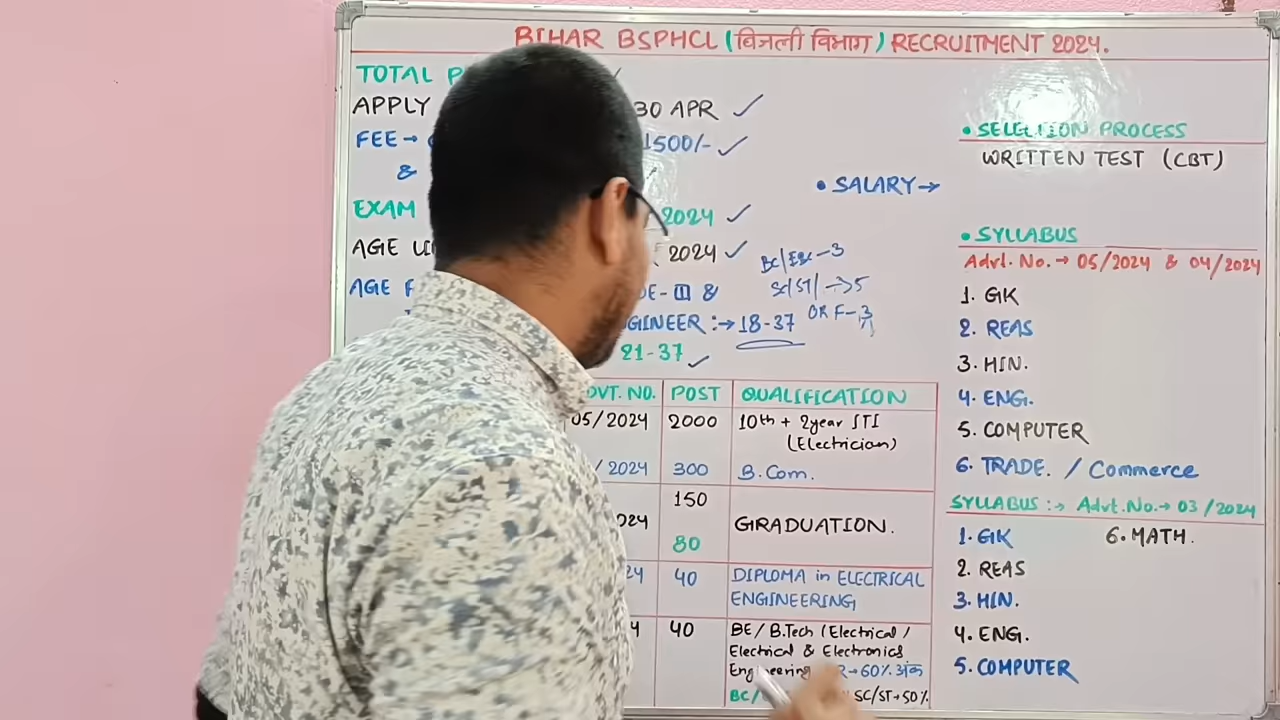 BIHAR BSPHCL (बिजली विभाग) RECRUITMENT 2024.
TOTAL
APPLY 30 APR
FEE→ 1500/-
&
EXAM 2024
AGE 2024
AGE
- III &
:→ 18-37
21-37
BC/EBC-3
SC/ST/→5
OR F-3
• SALARY→
• SELECTION PROCESS
WRITTEN TEST (CBT)
• SYLLABUS
Advt. No.→ 05/2024 & 04/2024
1. GK
2. REAS
3. HIN.
4. ENG.
5. COMPUTER
6. TRADE. / Commerce
SYLLABUS :→ Advt.No.→ 03/2024
1. GK 6. MATH.
2. REAS
3. HIN.
4. ENG.
5. COMPUTER
NO. POST QUALIFICATION
05/2024 2000 10th + 2year ITI
(Electrician)
/2024 300 B.Com.
150
GRADUATION.
80
40 DIPLOMA in ELECTRICAL
ENGINEERING
40 BE/B.Tech (Electrical/
Electrical & Electronics
Engineering →60% अंक
BC/ SC/ST→50%